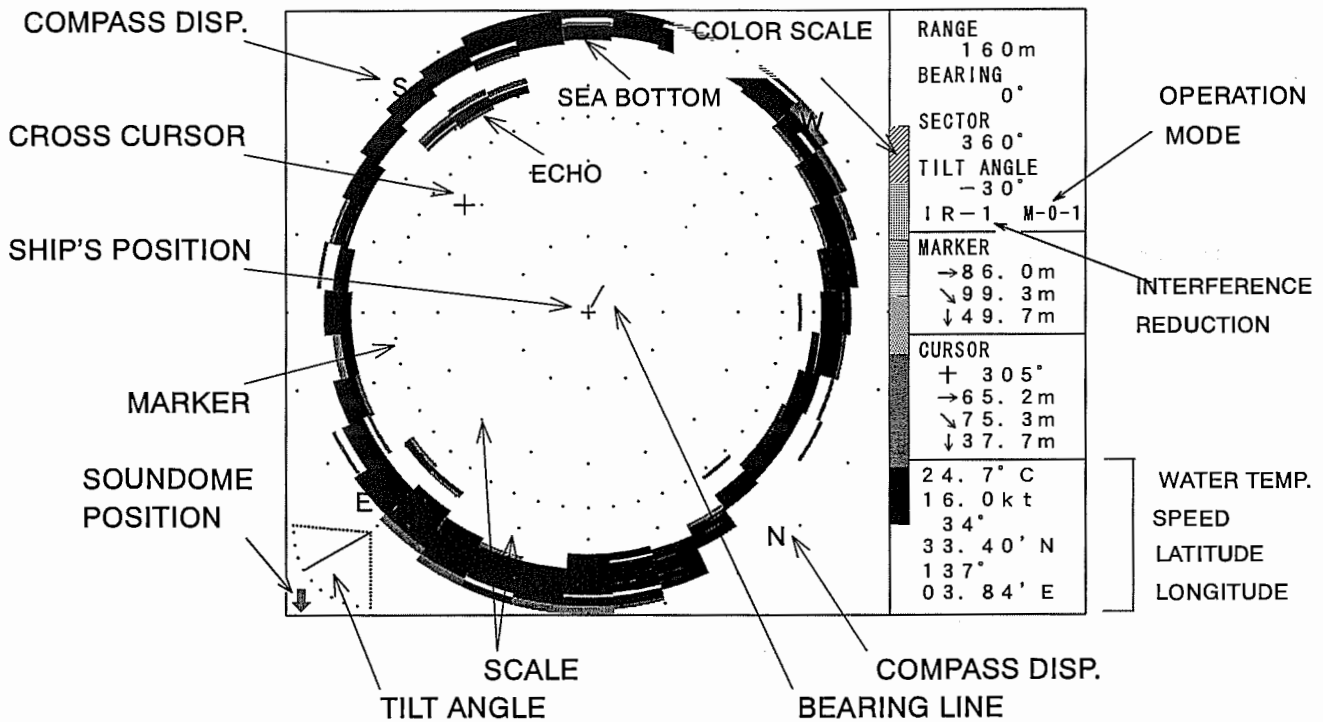 COMPASS DISP.
CROSS CURSOR
SHIP'S POSITION
MARKER
SOUNDOME
POSITION
TILT ANGLE
SCALE
BEARING LINE
COMPASS DISP.
S
W
E
N
SEA BOTTOM
ECHO
COLOR SCALE
RANGE
160m
BEARING
0°
SECTOR
360°
TILT ANGLE
-30°
IR-1 M-0-1
MARKER
→86.0m
↘99.3m
↓49.7m
CURSOR
+ 305°
→65.2m
↘75.3m
↓37.7m
24.7°C
16.0kt
34°
33.40'N
137°
03.84'E
OPERATION
MODE
INTERFERENCE
REDUCTION
WATER TEMP.
SPEED
LATITUDE
LONGITUDE